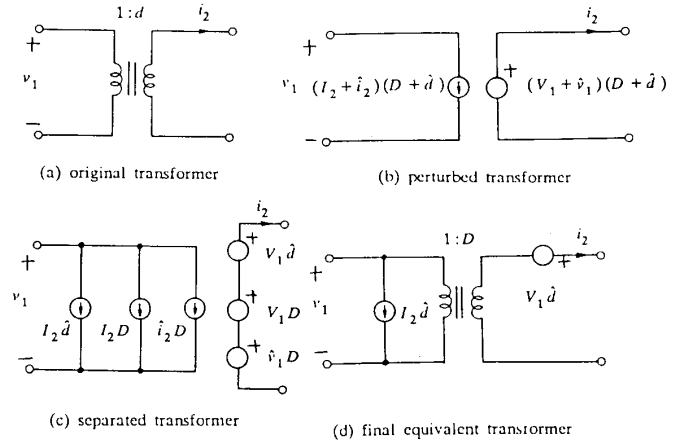 1:d
i₂
+
v₁
−
(a) original transformer
i₂
+
v₁ (I₂ + î₂)(D + d̂)
−
+
(V₁ + v̂₁)(D + d̂)
(b) perturbed transformer
+
v₁
−
I₂d̂ I₂D î₂D
i₂
+ V₁d̂
+ V₁D
+ v̂₁D
(c) separated transformer
1:D
i₂
+
v₁
−
I₂d̂
+
V₁d̂
(d) final equivalent transformer